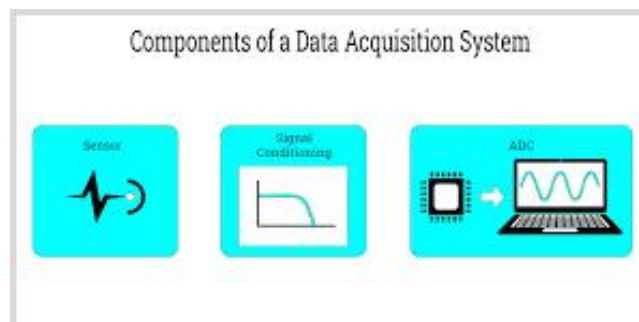 Components of a Data Acquisition System
Sensor
Signal
Conditioning
ADC